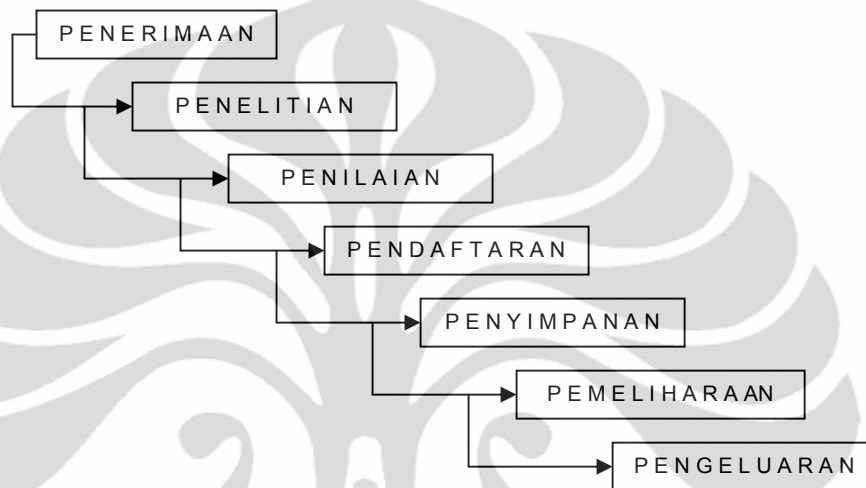 PENERIMAAN
PENELITIAN
PENILAIAN
PENDAFTARAN
PENYIMPANAN
PEMELIHARAAN
PENGELUARAN